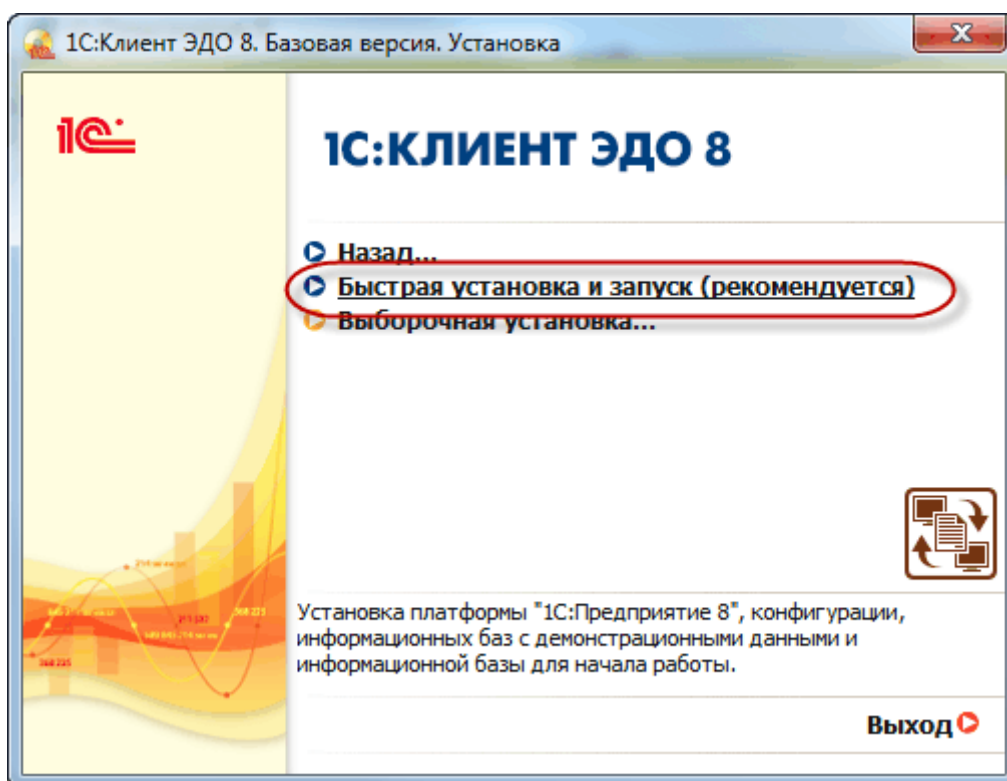 1С:Клиент ЭДО 8. Базовая версия. Установка
1С
1С:КЛИЕНТ ЭДО 8
Назад...
Быстрая установка и запуск (рекомендуется)
Выборочная установка...
Установка платформы "1С:Предприятие 8", конфигурации,
информационных баз с демонстрационными данными и
информационной базы для начала работы.
Выход